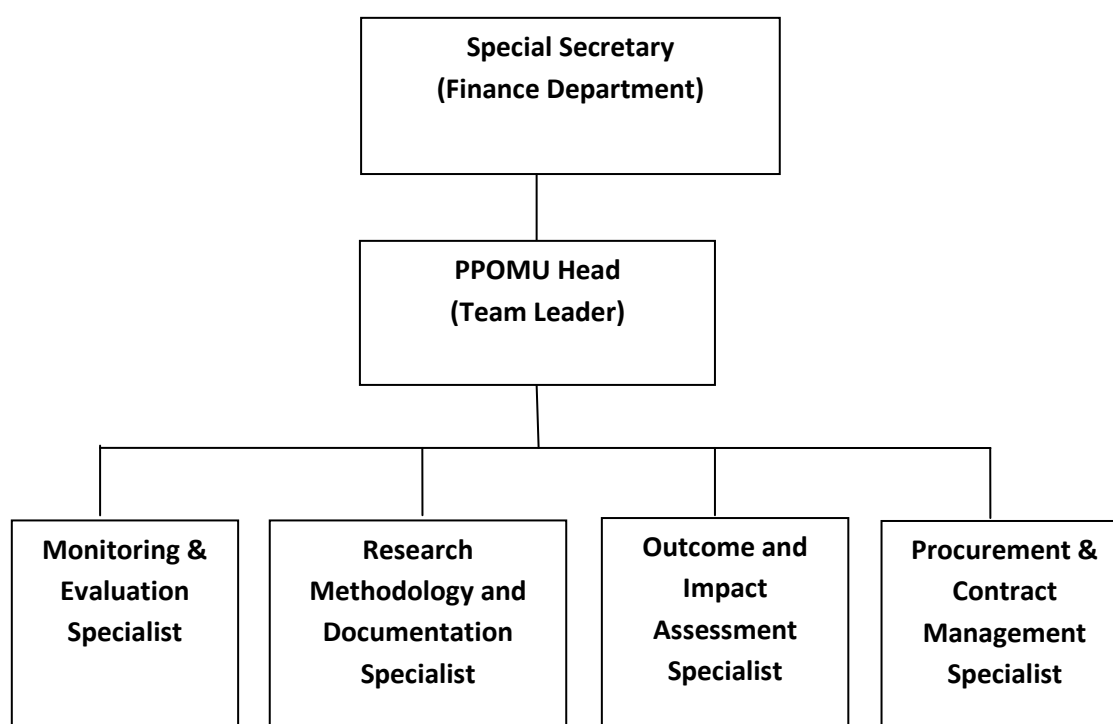 Special Secretary
(Finance Department)
PPOMU Head
(Team Leader)
Monitoring &
Evaluation
Specialist
Research
Methodology and
Documentation
Specialist
Outcome and
Impact
Assessment
Specialist
Procurement &
Contract
Management
Specialist